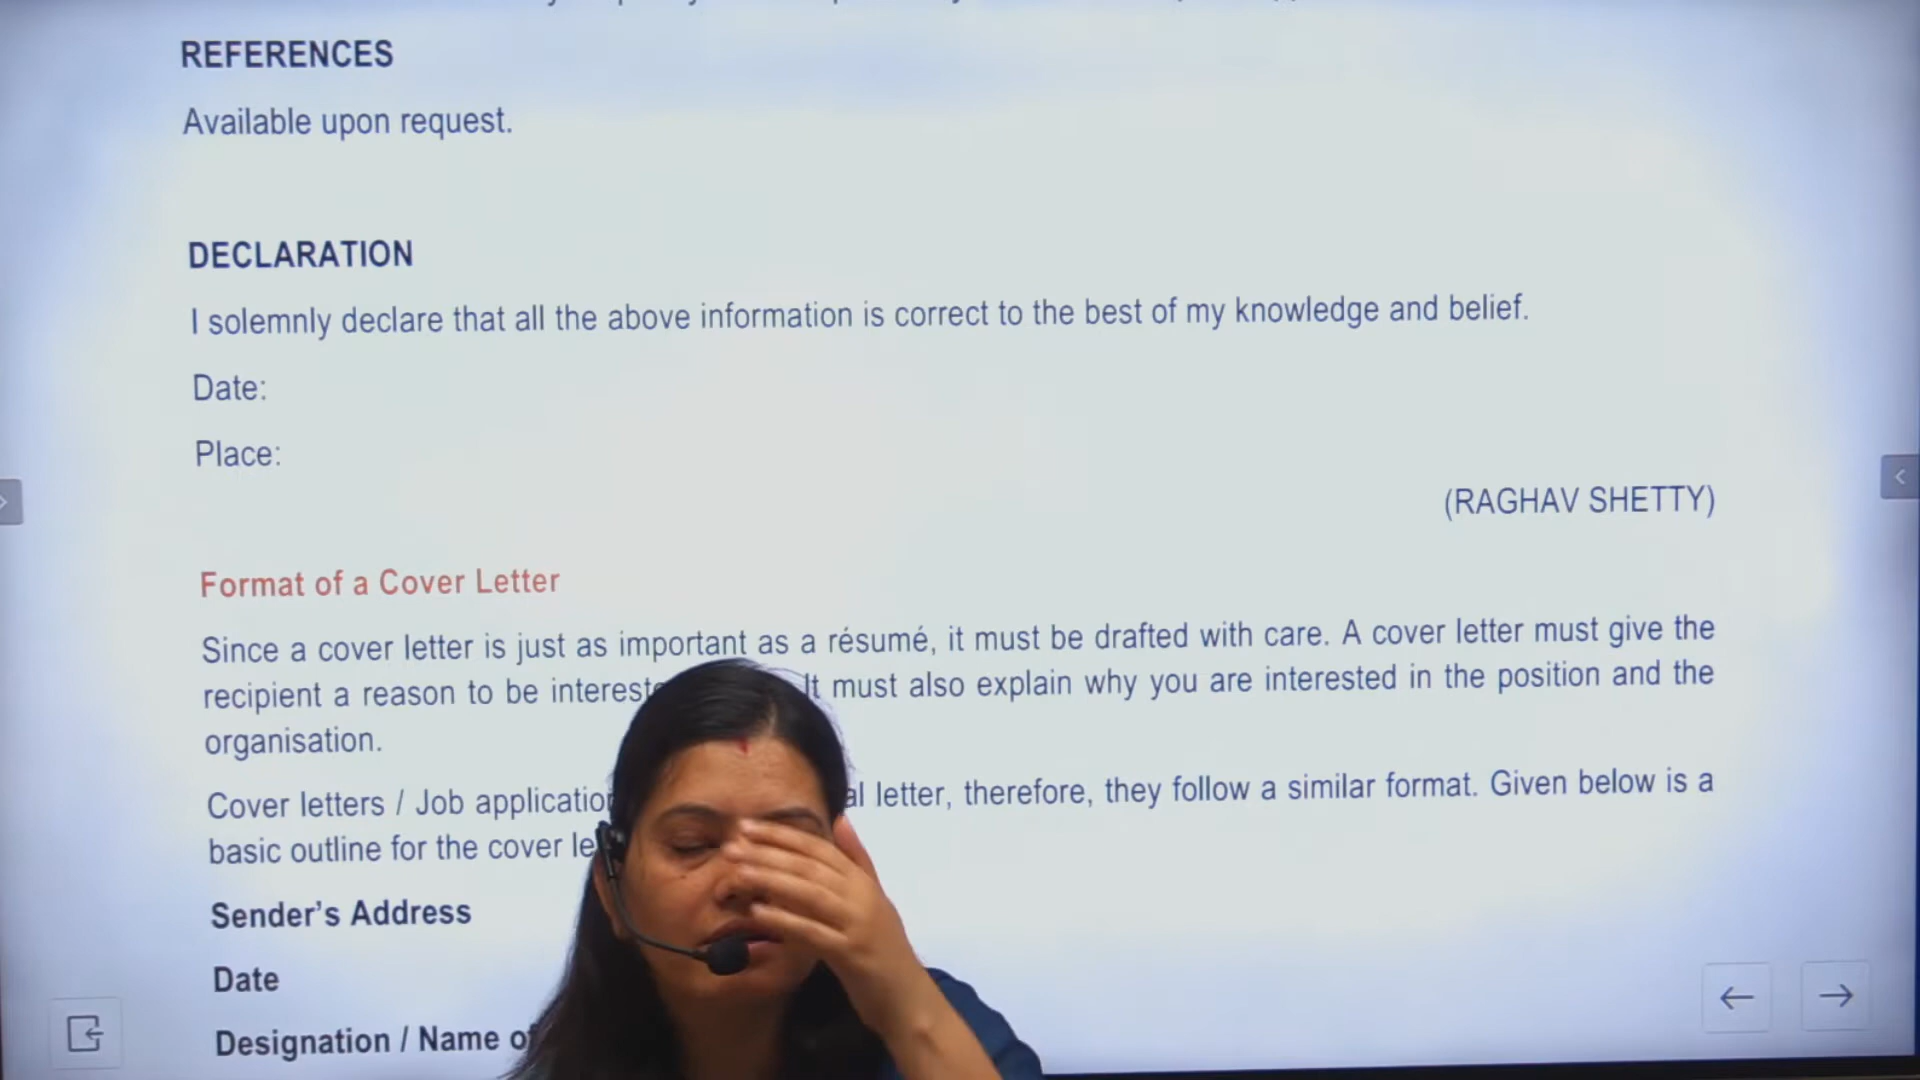 REFERENCES
Available upon request.
DECLARATION
I solemnly declare that all the above information is correct to the best of my knowledge and belief.
Date:
Place:
(RAGHAV SHETTY)
Format of a Cover Letter
Since a cover letter is just as important as a résumé, it must be drafted with care. A cover letter must give the
recipient a reason to be It must also explain why you are interested in the position and the
organisation.
Cover letters / Job letter, therefore, they follow a similar format. Given below is a
basic outline for the cover
Sender's Address
Date
Designation / Name